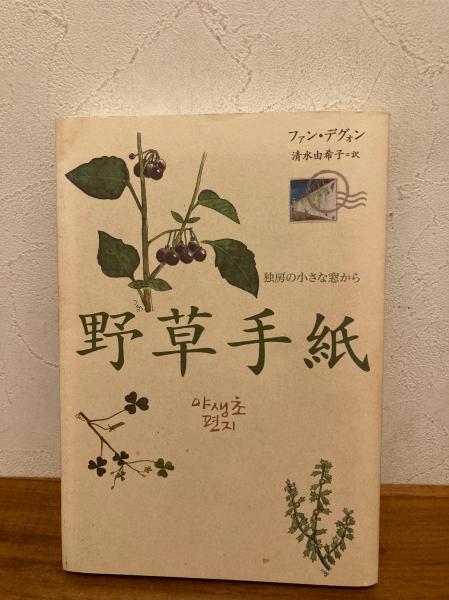 ファン・デグォン
清水由希子=訳
独房の小さな窓から
野草手紙
야생초
편지